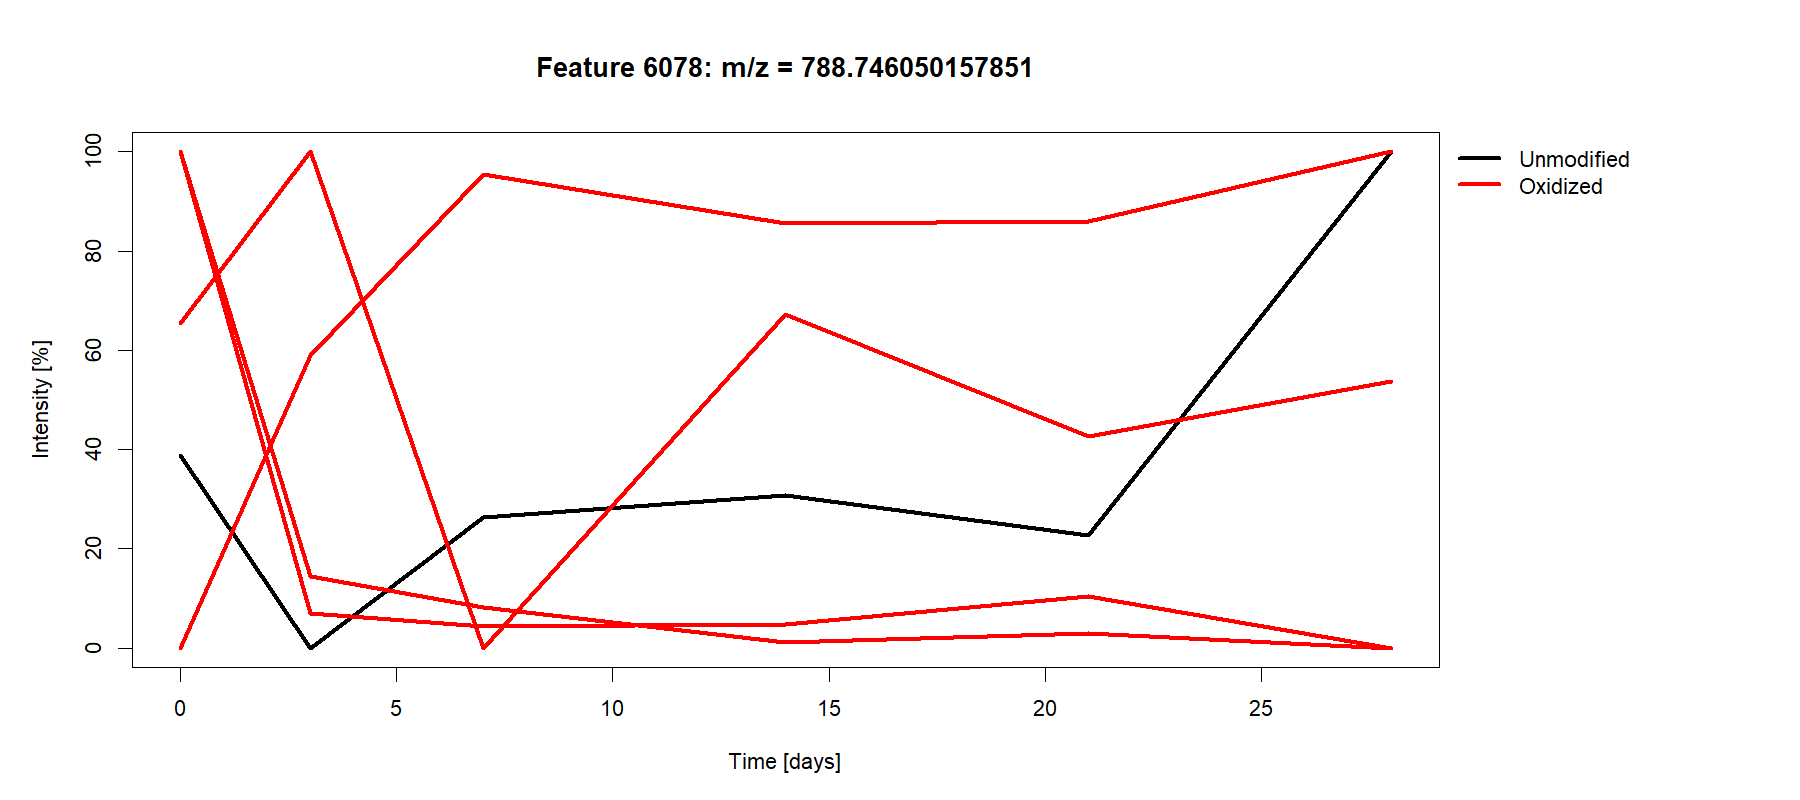 Feature 6078: m/z = 788.746050157851
Unmodified
Oxidized
Intensity [%]
100
80
60
40
20
0
0 5 10 15 20 25
Time [days]